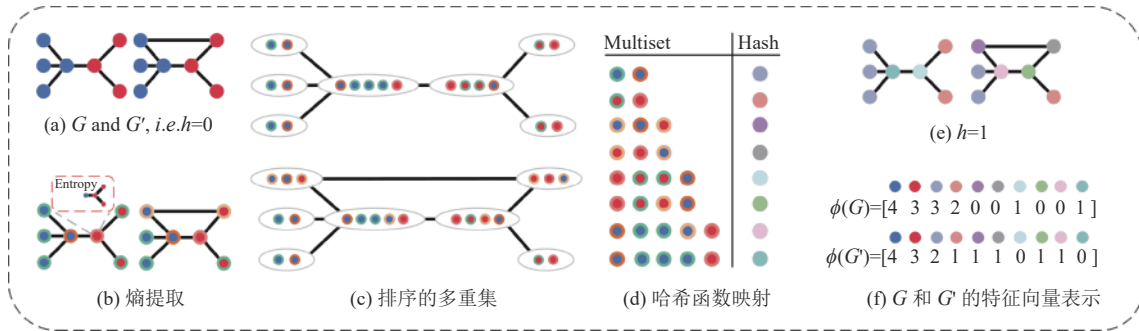 (a) G and G′, i.e.h=0
Entropy
(b) 熵提取
(c) 排序的多重集
Multiset Hash
(d) 哈希函数映射
(e) h=1
ϕ(G)=[4 3 3 2 0 0 1 0 0 1 ]
ϕ(G′)=[4 3 2 1 1 1 0 1 1 0 ]
(f) G 和 G′ 的特征向量表示